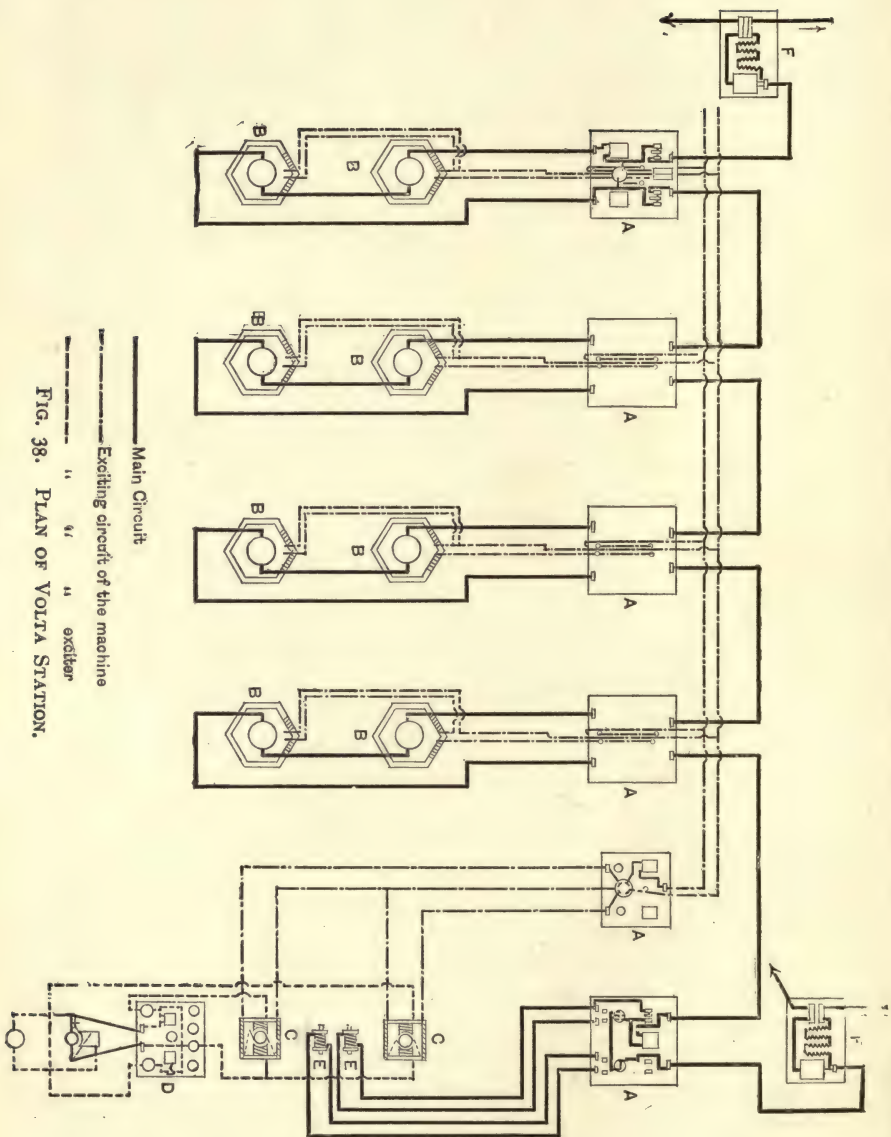 F
B
B
A
B
B
A
B
B
A
B
B
A
A
C
C
E
E
D
A
F
Main Circuit
Exciting circuit of the machine
" " " exciter
FIG. 38. PLAN OF VOLTA STATION.